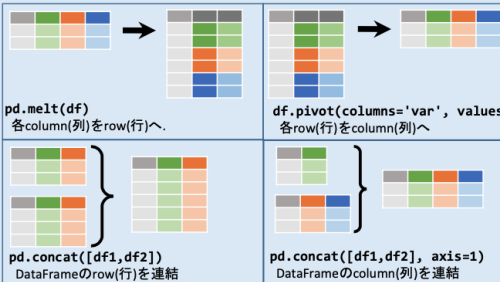 pd.melt(df)
各column(列)をrow(行)へ.
df.pivot(columns='var', values
各row(行)をcolumn(列)へ
pd.concat([df1,df2])
DataFrameのrow(行)を連結
pd.concat([df1,df2], axis=1)
DataFrameのcolumn(列)を連結